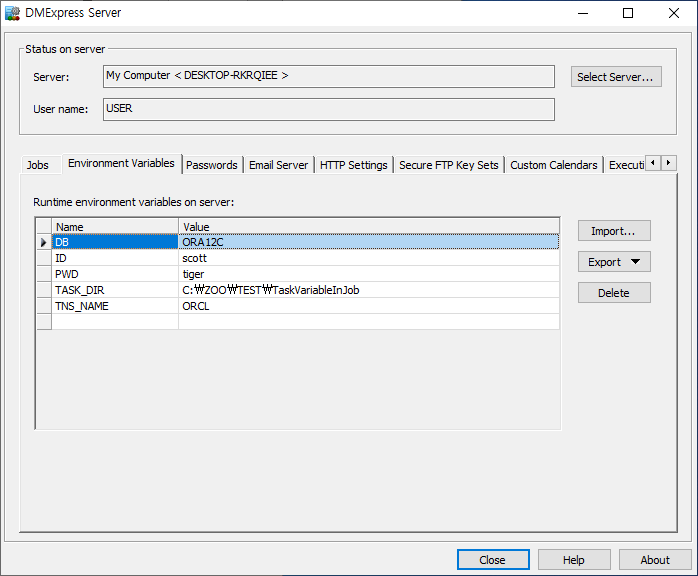 DMExpress Server
Status on server
Server: My Computer < DESKTOP-RKRQIEE > Select Server...
User name: USER
Jobs Environment Variables Passwords Email Server HTTP Settings Secure FTP Key Sets Custom Calendars Executi
Runtime environment variables on server:
Name Value
DB ORA12C
ID scott
PWD tiger
TASK_DIR C:₩ZOO₩TEST₩TaskVariableInJob
TNS_NAME ORCL
Import...
Export
Delete
Close Help About